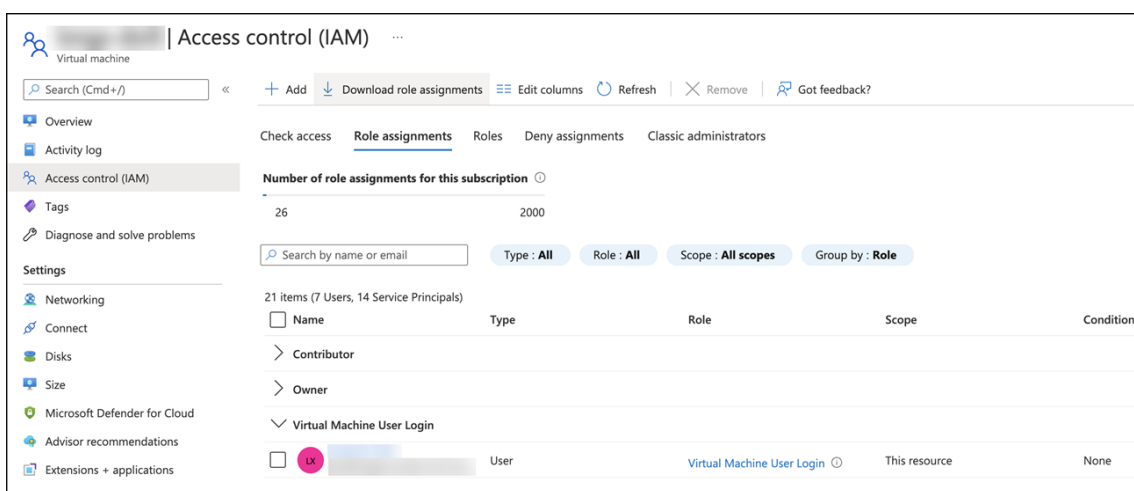 | Access control (IAM) ...
Virtual machine
Search (Cmd+/) «
Overview
Activity log
Access control (IAM)
Tags
Diagnose and solve problems
Settings
Networking
Connect
Disks
Size
Microsoft Defender for Cloud
Advisor recommendations
Extensions + applications
Add Download role assignments Edit columns Refresh Remove Got feedback?
Check access Role assignments Roles Deny assignments Classic administrators
Number of role assignments for this subscription
26 2000
Search by name or email Type : All Role : All Scope : All scopes Group by : Role
21 items (7 Users, 14 Service Principals)
Name Type Role Scope Condition
Contributor
Owner
Virtual Machine User Login
LX User Virtual Machine User Login This resource None